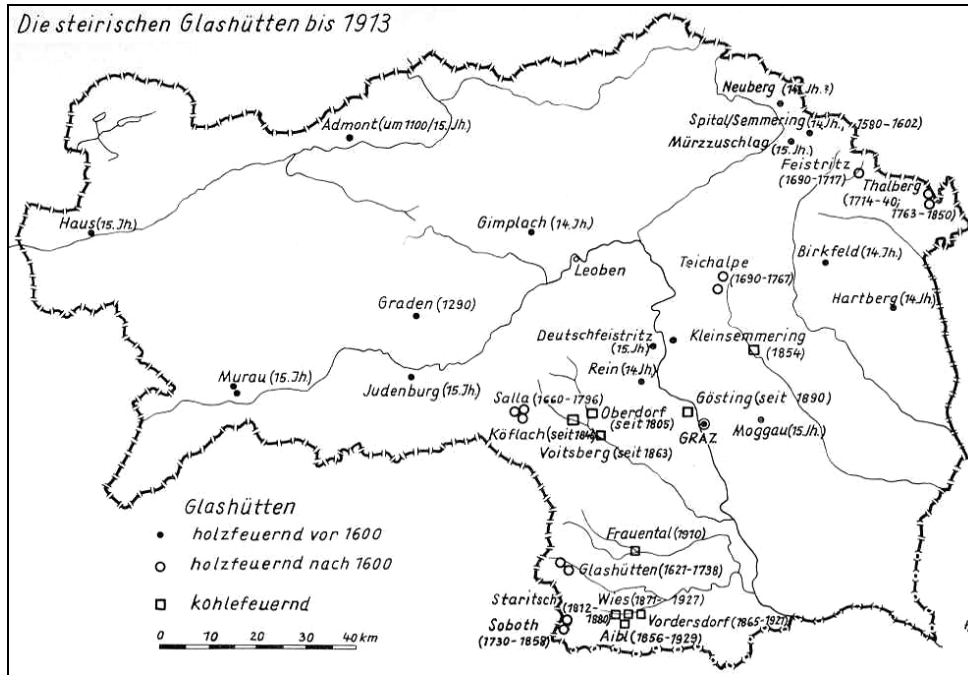 Die steirischen Glashütten bis 1913
Neuberg (14.Jh.?)
Admont (um 1100/15.Jh.)
Spital/Semmering (14.Jh., 1580-1602)
Mürzzuschlag (15.Jh.)
Feistritz
(1690-1717)
Thalberg
(1714-40;
1763-1850)
Haus (15.Jh.)
Gimplach (14.Jh)
Leoben
Teichalpe
(1690-1767)
Birkfeld (14.Jh.)
Graden (1290)
Hartberg (14.Jh)
Deutschfeistritz
(15.Jh)
Kleinsemmering
(1854)
Rein (14Jh)
Murau (15.Jh.)
Judenburg (15.Jh)
Salla (1660-1796)
Oberdorf
(seit 1805)
Gösting (seit 1890)
GRAZ
Moggau (15.Jh.)
Köflach (seit
Voitsberg (seit 1863)
Glashütten
holzfeuernd vor 1600
holzfeuernd nach 1600
kohlefeuernd
0 10 20 30 40 km
Frauental (1910)
Glashütten (1621-1738)
Staritsch (1812-
1880)
Wies (1871-1927)
Vordersdorf (1865-1921)
Soboth
(1730-1858)
Aibl (1856-1929)